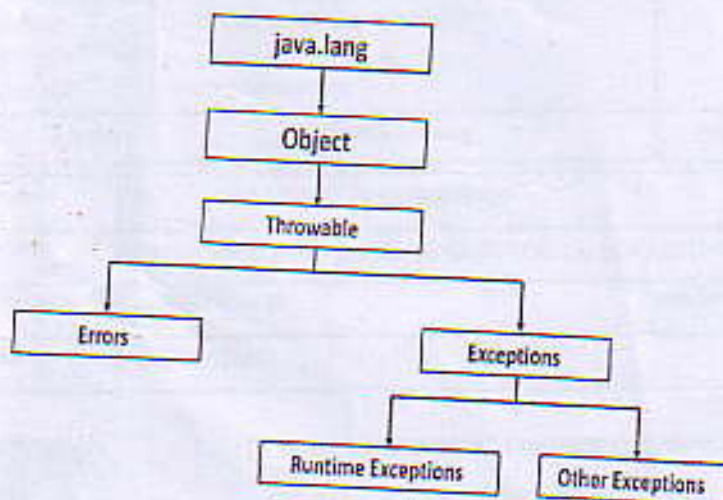 java.lang
Object
Throwable
Errors
Exceptions
Runtime Exceptions
Other Exceptions